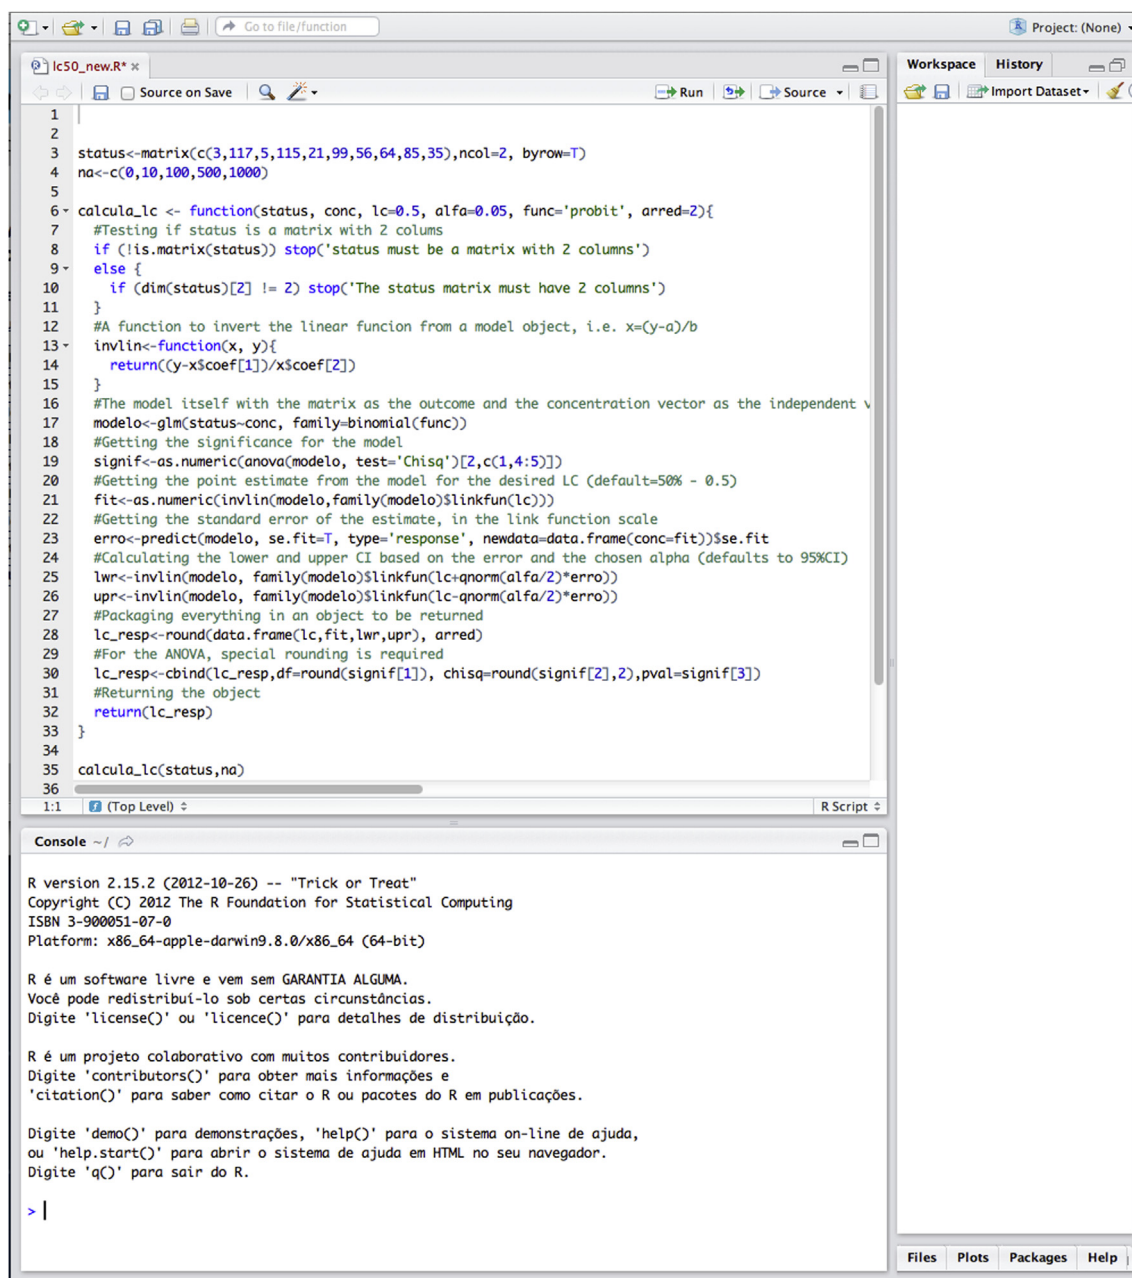 Go to file/function
Project: (None)
lc50_new.R*
Source on Save
Run
Source
1
2
3 status<-matrix(c(3,117,5,115,21,99,56,64,85,35),ncol=2, byrow=T)
4 na<-c(0,10,100,500,1000)
5
6 calcula_lc <- function(status, conc, lc=0.5, alfa=0.05, func='probit', arred=2){
7 #Testing if status is a matrix with 2 colums
8 if (!is.matrix(status)) stop('status must be a matrix with 2 columns')
9 else {
10 if (dim(status)[2] != 2) stop('The status matrix must have 2 columns')
11 }
12 #A function to invert the linear funcion from a model object, i.e. x=(y-a)/b
13 invlin<-function(x, y){
14 return((y-x$coef[1])/x$coef[2])
15 }
16 #The model itself with the matrix as the outcome and the concentration vector as the independent v
17 modelo<-glm(status~conc, family=binomial(func))
18 #Getting the significance for the model
19 signif<-as.numeric(anova(modelo, test='Chisq')[2,c(1,4:5)])
20 #Getting the point estimate from the model for the desired LC (default=50% - 0.5)
21 fit<-as.numeric(invlin(modelo,family(modelo)$linkfun(lc)))
22 #Getting the standard error of the estimate, in the link function scale
23 erro<-predict(modelo, se.fit=T, type='response', newdata=data.frame(conc=fit))$se.fit
24 #Calculating the lower and upper CI based on the error and the chosen alpha (defaults to 95%CI)
25 lwr<-invlin(modelo, family(modelo)$linkfun(lc+qnorm(alfa/2)*erro))
26 upr<-invlin(modelo, family(modelo)$linkfun(lc-qnorm(alfa/2)*erro))
27 #Packaging everything in an object to be returned
28 lc_resp<-round(data.frame(lc,fit,lwr,upr), arred)
29 #For the ANOVA, special rounding is required
30 lc_resp<-cbind(lc_resp,df=round(signif[1]), chisq=round(signif[2],2),pval=signif[3])
31 #Returning the object
32 return(lc_resp)
33 }
34
35 calcula_lc(status,na)
36
1:1 (Top Level) R Script
Console ~/
R version 2.15.2 (2012-10-26) -- "Trick or Treat"
Copyright (C) 2012 The R Foundation for Statistical Computing
ISBN 3-900051-07-0
Platform: x86_64-apple-darwin9.8.0/x86_64 (64-bit)
R é um software livre e vem sem GARANTIA ALGUMA.
Você pode redistribuí-lo sob certas circunstâncias.
Digite 'license()' ou 'licence()' para detalhes de distribuição.
R é um projeto colaborativo com muitos contribuidores.
Digite 'contributors()' para obter mais informações e
'citation()' para saber como citar o R ou pacotes do R em publicações.
Digite 'demo()' para demonstrações, 'help()' para o sistema on-line de ajuda,
ou 'help.start()' para abrir o sistema de ajuda em HTML no seu navegador.
Digite 'q()' para sair do R.
>
Workspace History
Import Dataset
Files Plots Packages Help